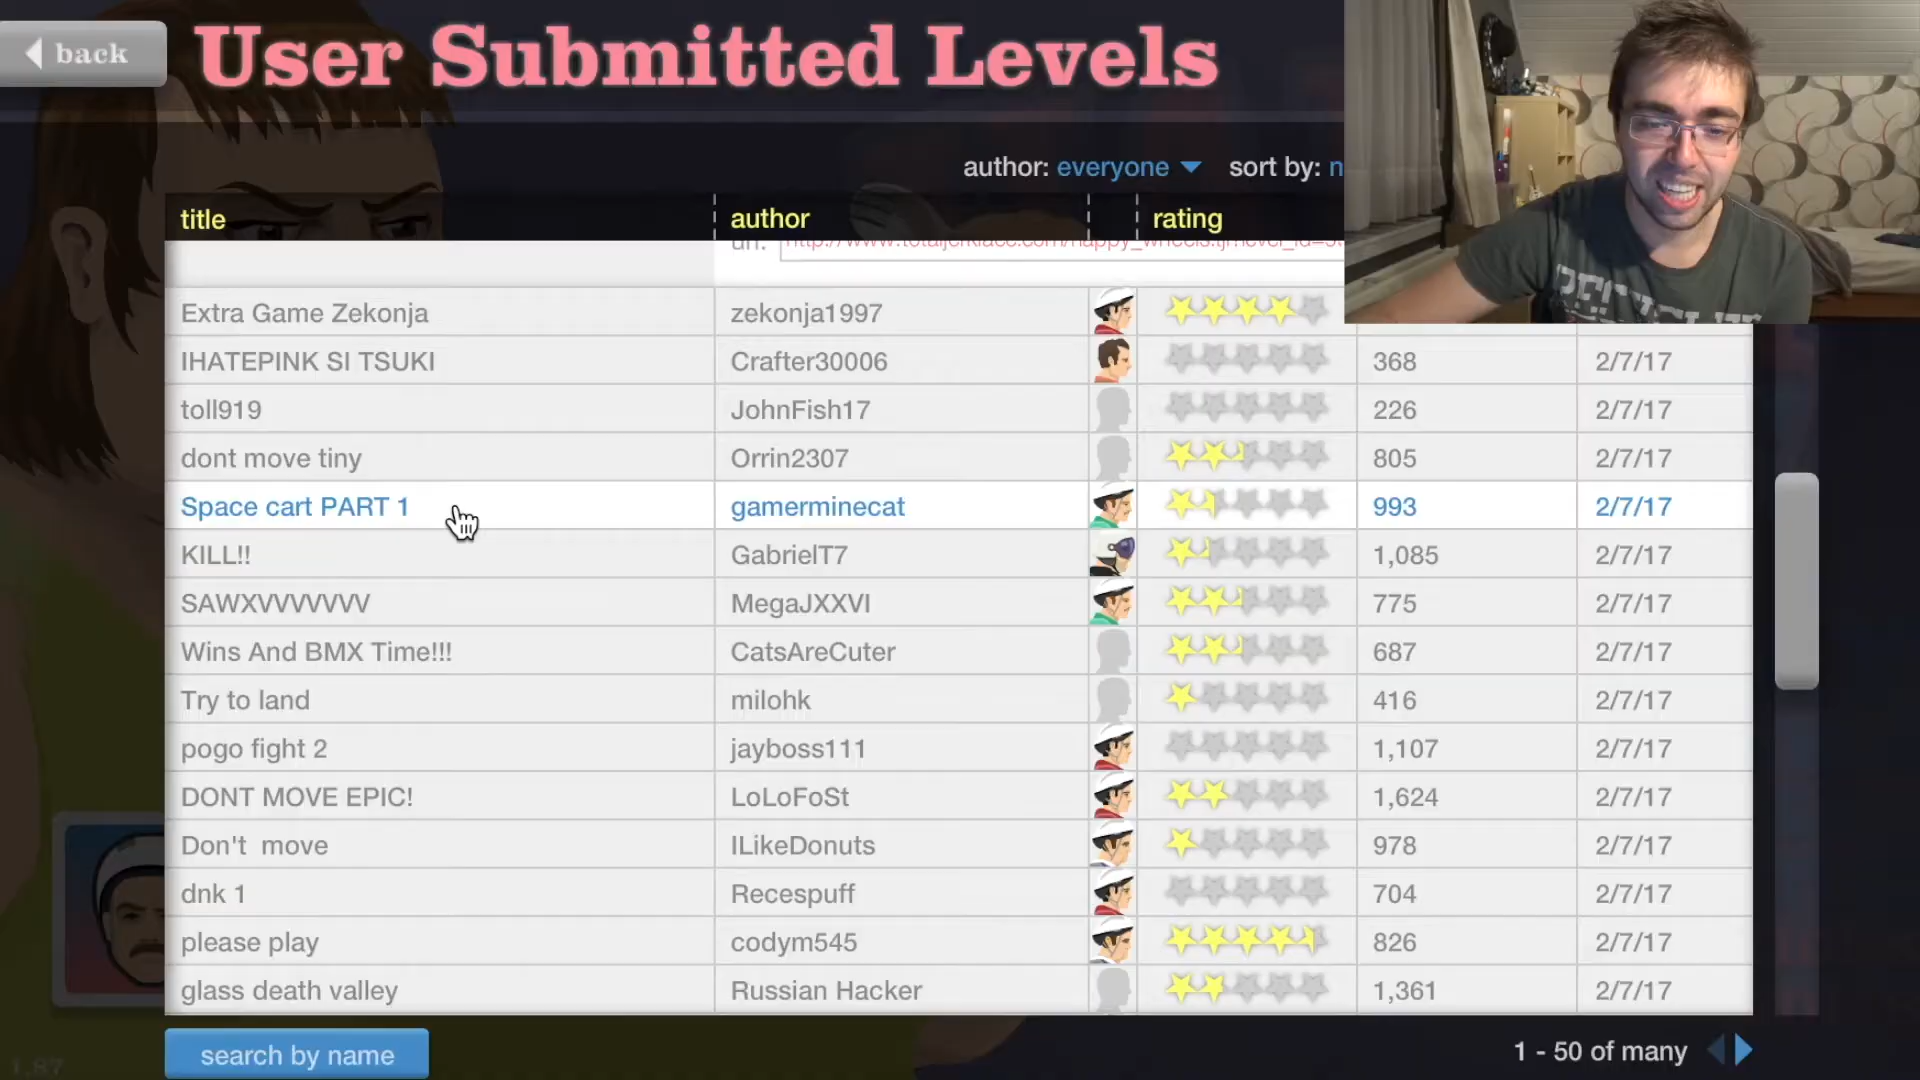 back
User Submitted Levels
author: everyone sort by: n
title author rating
Extra Game Zekonja zekonja1997
IHATEPINK SI TSUKI Crafter30006 368 2/7/17
toll919 JohnFish17 226 2/7/17
dont move tiny Orrin2307 805 2/7/17
Space cart PART 1 gamerminecat 993 2/7/17
KILL!! GabrielT7 1,085 2/7/17
SAWXVVVVVVV MegaJXXVI 775 2/7/17
Wins And BMX Time!!! CatsAreCuter 687 2/7/17
Try to land milohk 416 2/7/17
pogo fight 2 jayboss111 1,107 2/7/17
DONT MOVE EPIC! LoLoFoSt 1,624 2/7/17
Don't  move ILikeDonuts 978 2/7/17
dnk 1 Recespuff 704 2/7/17
please play codym545 826 2/7/17
glass death valley Russian Hacker 1,361 2/7/17
search by name
1 - 50 of many
1.87